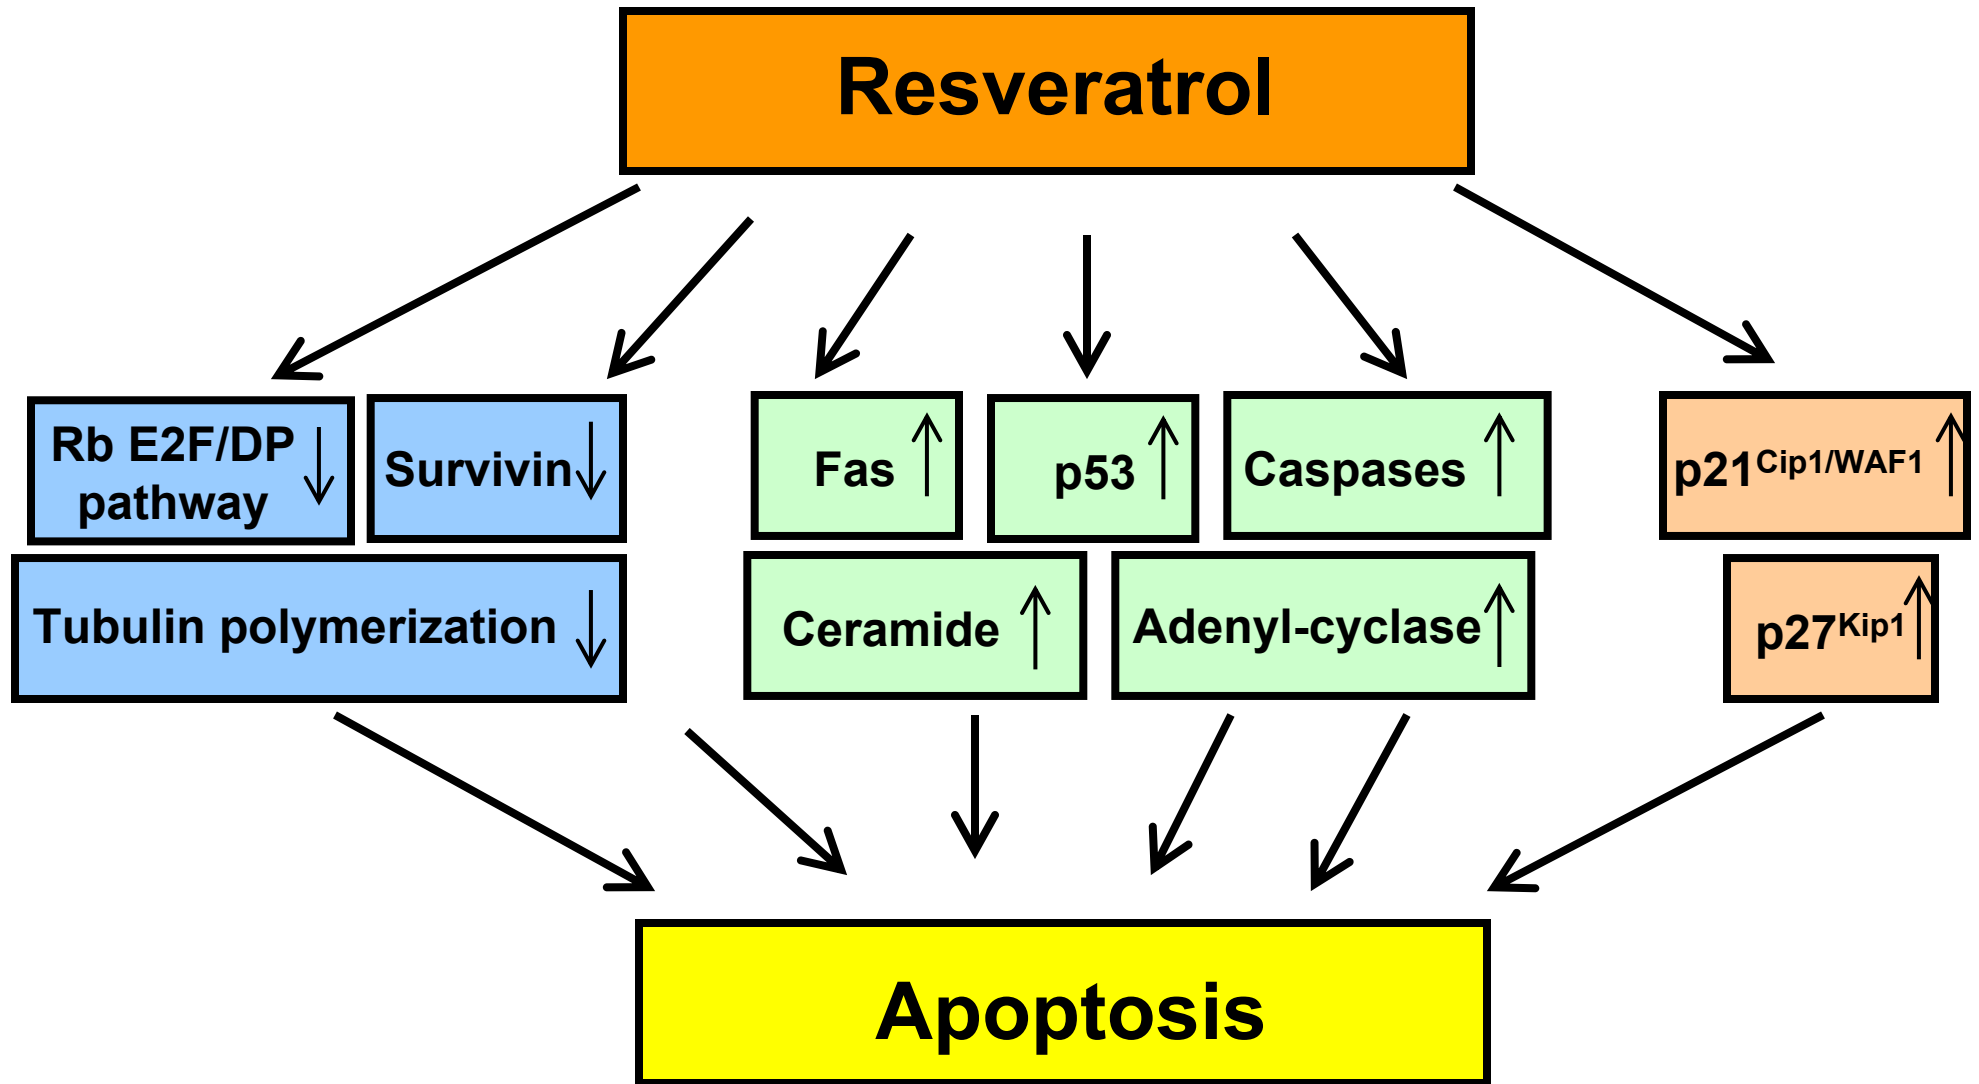 Resveratrol
Rb E2F/DP
pathway
Survivin
Fas
p53
Caspases
p21Cip1/WAF1
Tubulin polymerization
Ceramide
Adenyl-cyclase
p27Kip1
Apoptosis